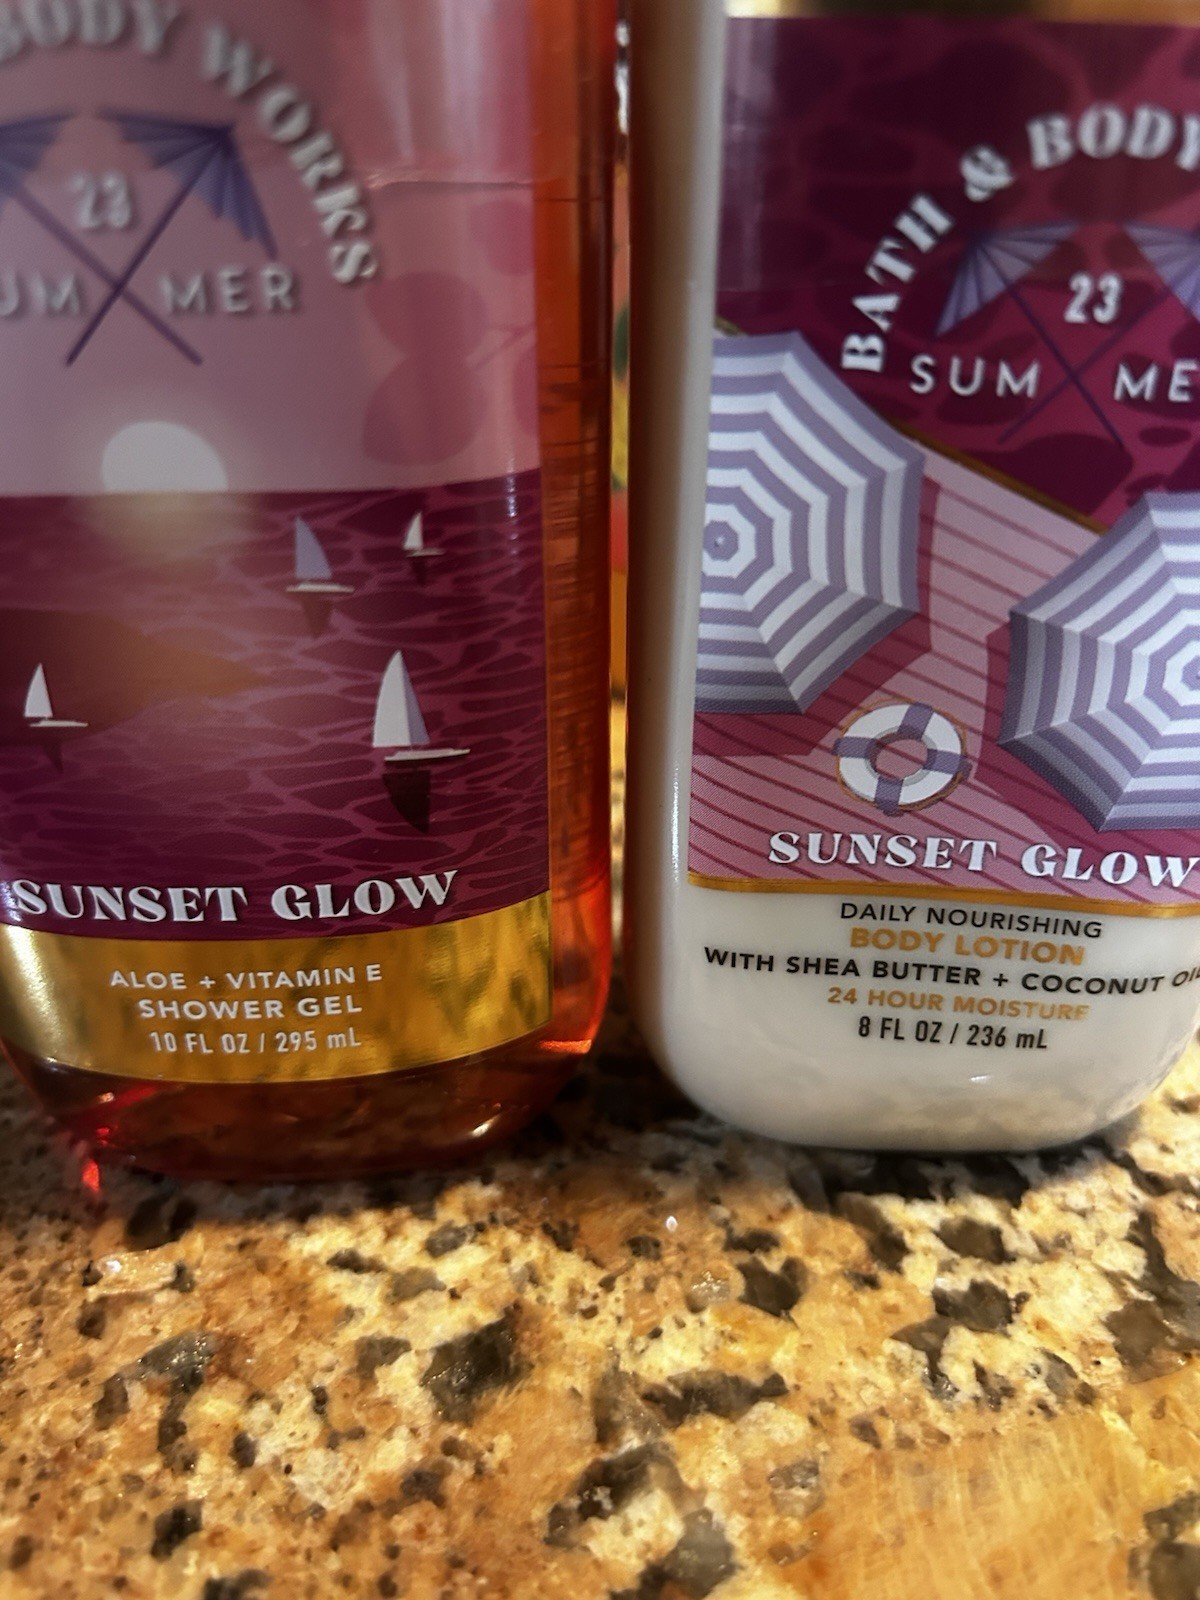 BODY WORKS
23
SUM MER
SUNSET GLOW
ALOE + VITAMIN E
SHOWER GEL
10 FL OZ / 295 mL
BATH & BODY
23
SUM ME
SUNSET GLOW
DAILY NOURISHING
BODY LOTION
WITH SHEA BUTTER + COCONUT OIL
24 HOUR MOISTURE
8 FL OZ / 236 mL